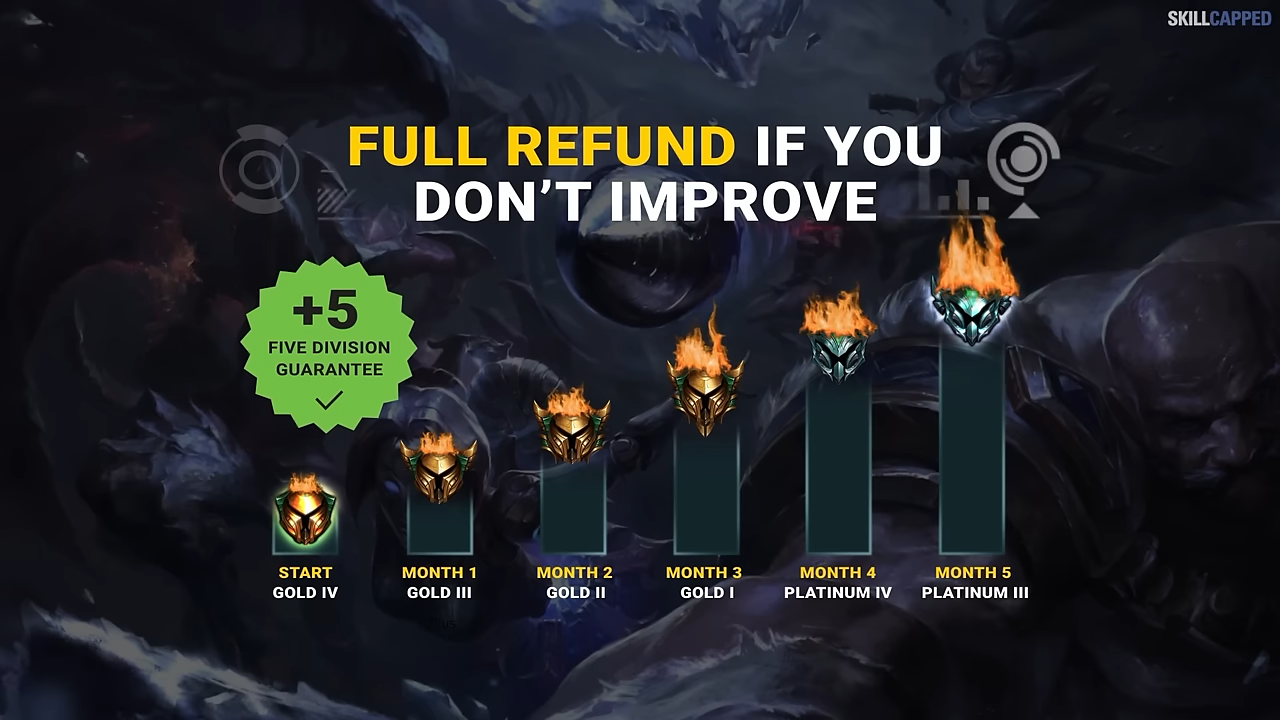 SKILLCAPPED
FULL REFUND IF YOU
DON'T IMPROVE
+5
FIVE DIVISION
GUARANTEE
START
GOLD IV
MONTH 1
GOLD III
MONTH 2
GOLD II
MONTH 3
GOLD I
MONTH 4
PLATINUM IV
MONTH 5
PLATINUM III